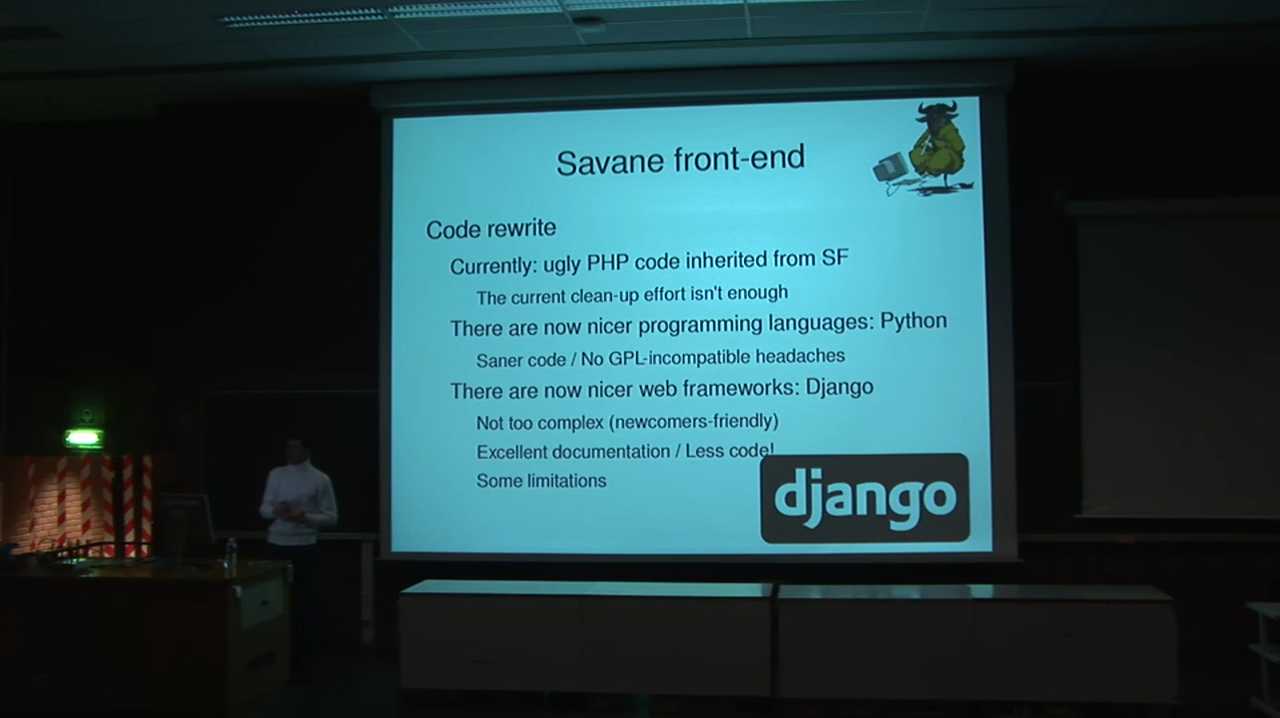 Savane front-end
Code rewrite
Currently: ugly PHP code inherited from SF
The current clean-up effort isn't enough
There are now nicer programming languages: Python
Saner code / No GPL-incompatible headaches
There are now nicer web frameworks: Django
Not too complex (newcomers-friendly)
Excellent documentation / Less code!
Some limitations
django